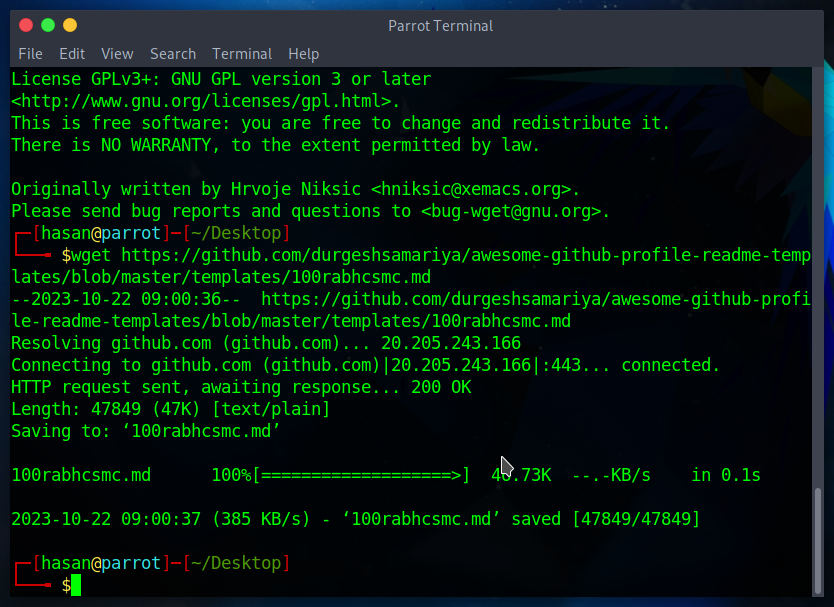 Parrot Terminal
File Edit View Search Terminal Help
License GPLv3+: GNU GPL version 3 or later
<http://www.gnu.org/licenses/gpl.html>.
This is free software: you are free to change and redistribute it.
There is NO WARRANTY, to the extent permitted by law.

Originally written by Hrvoje Niksic <hniksic@xemacs.org>.
Please send bug reports and questions to <bug-wget@gnu.org>.
┌─[hasan@parrot]─[~/Desktop]
└──╼ $wget https://github.com/durgeshsamariya/awesome-github-profile-readme-temp
lates/blob/master/templates/100rabhcsmc.md
--2023-10-22 09:00:36--  https://github.com/durgeshsamariya/awesome-github-profi
le-readme-templates/blob/master/templates/100rabhcsmc.md
Resolving github.com (github.com)... 20.205.243.166
Connecting to github.com (github.com)|20.205.243.166|:443... connected.
HTTP request sent, awaiting response... 200 OK
Length: 47849 (47K) [text/plain]
Saving to: ‘100rabhcsmc.md’

100rabhcsmc.md      100%[===================>]  46.73K  --.-KB/s    in 0.1s

2023-10-22 09:00:37 (385 KB/s) - ‘100rabhcsmc.md’ saved [47849/47849]

┌─[hasan@parrot]─[~/Desktop]
└──╼ $